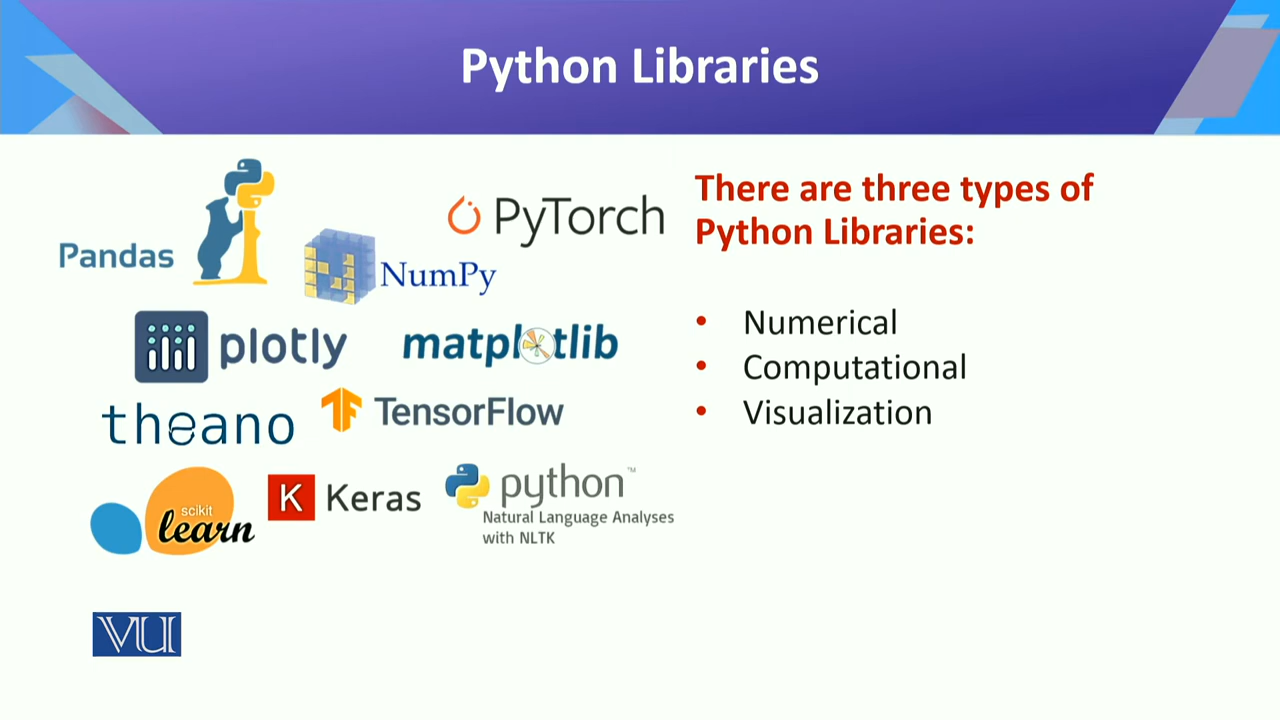 Python Libraries
Pandas
PyTorch
NumPy
plotly
matplotlib
theano
TensorFlow
scikit
learn
K Keras
python™
Natural Language Analyses
with NLTK
There are three types of
Python Libraries:
• Numerical
• Computational
• Visualization
VU